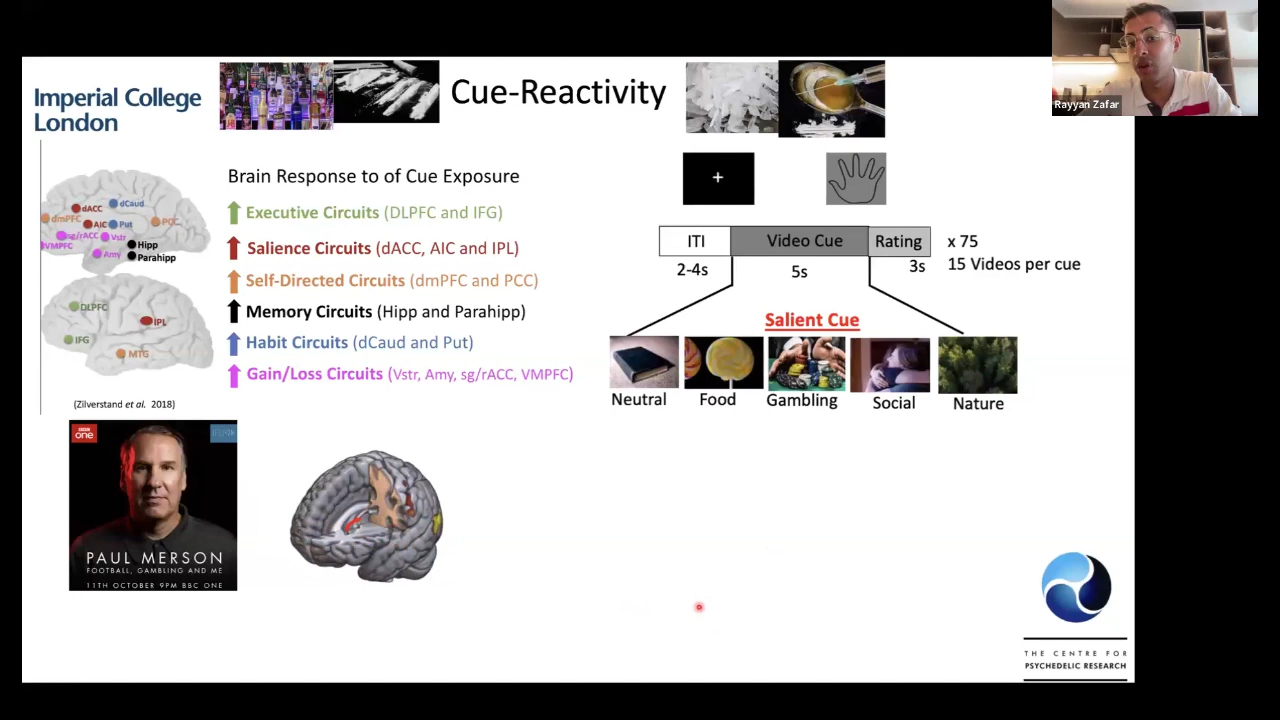 Imperial College
London
Cue-Reactivity
Rayyan Zafar
Brain Response to of Cue Exposure
Executive Circuits (DLPFC and IFG)
Salience Circuits (dACC, AIC and IPL)
Self-Directed Circuits (dmPFC and PCC)
Memory Circuits (Hipp and Parahipp)
Habit Circuits (dCaud and Put)
Gain/Loss Circuits (Vstr, Amy, sg/rACC, VMPFC)
dACC
dCaud
dmPFC
PCC
AIC
Put
sg/rACC
Vstr
Hipp
VMPFC
Amy
Parahipp
DLPFC
IPL
IFG
MTG
(Zilverstand et al. 2018)
+
ITI
Video Cue
Rating
x 75
2-4s
5s
3s
15 Videos per cue
Salient Cue
Neutral
Food
Gambling
Social
Nature
BBC
one
PAUL MERSON
FOOTBALL, GAMBLING AND ME
11TH OCTOBER 9PM BBC ONE
THE CENTRE FOR
PSYCHEDELIC RESEARCH